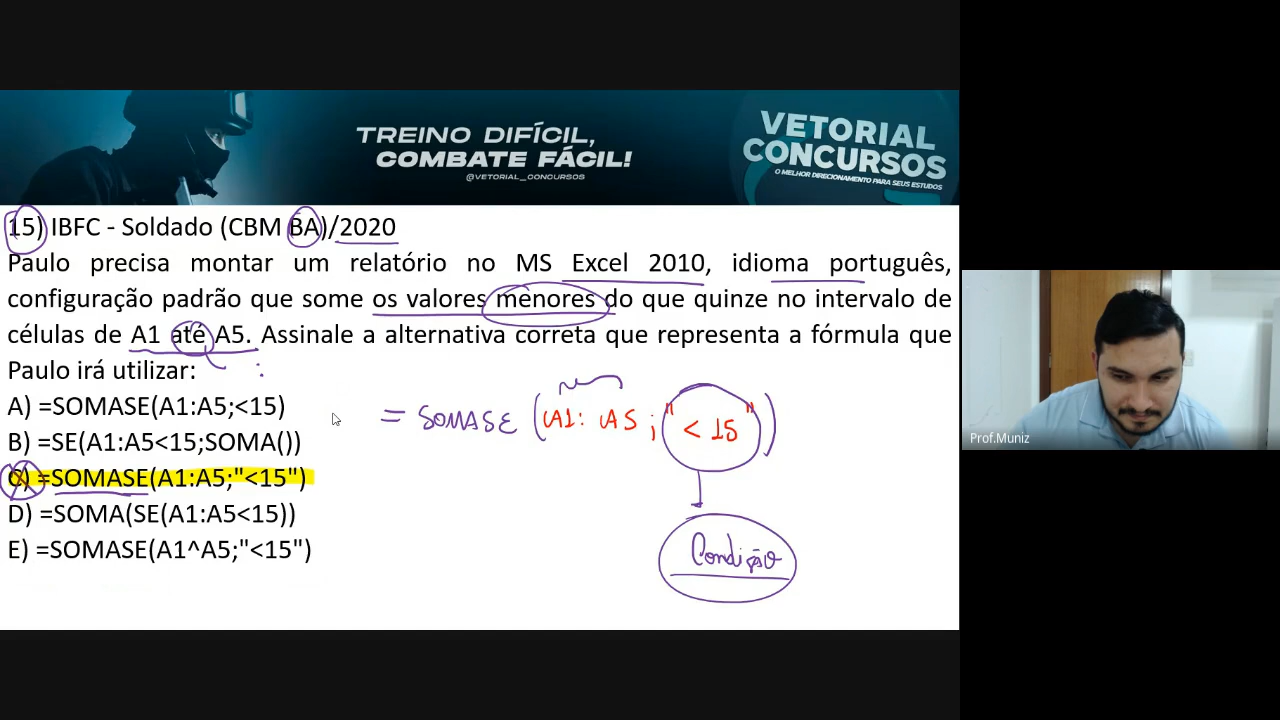 TREINO DIFÍCIL,
COMBATE FÁCIL!
@VETORIAL_CONCURSOS
VETORIAL
CONCURSOS
O MELHOR DIRECIONAMENTO PARA SEUS ESTUDOS
15) IBFC - Soldado (CBM BA)/2020
Paulo precisa montar um relatório no MS Excel 2010, idioma português,
configuração padrão que some os valores menores do que quinze no intervalo de
células de A1 até A5. Assinale a alternativa correta que representa a fórmula que
Paulo irá utilizar:
:
A) =SOMASE(A1:A5;<15)
= SOMASE (A1: A5; "< 15")
B) =SE(A1:A5<15;SOMA())
C) =SOMASE(A1:A5;"<15")
D) =SOMA(SE(A1:A5<15))
E) =SOMASE(A1^A5;"<15")
Condição
Prof.Muniz